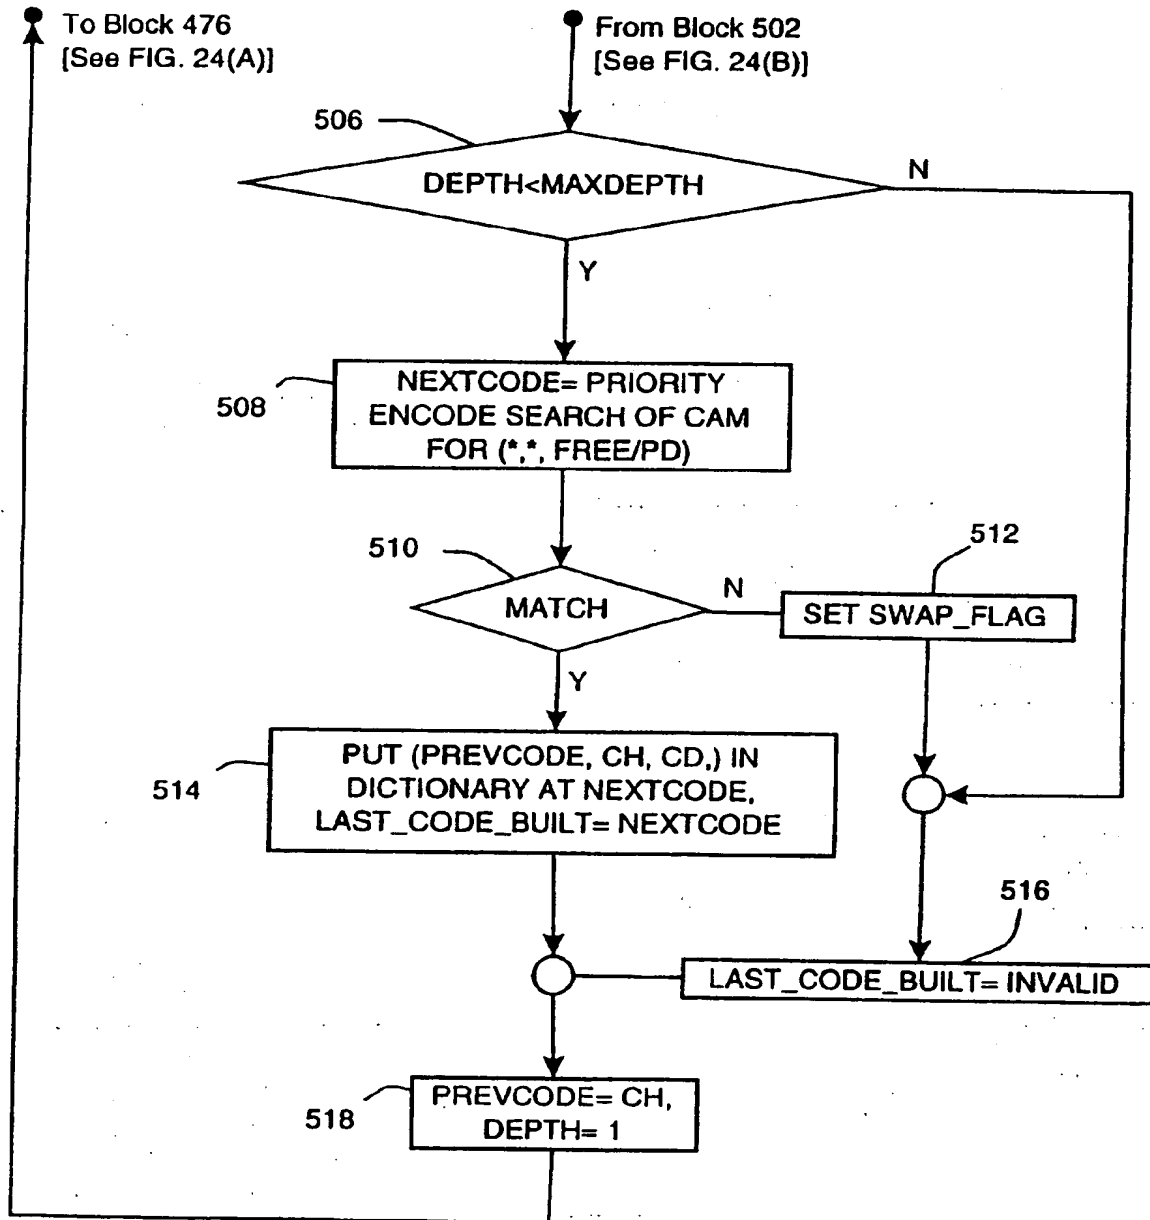 To Block 476
[See FIG. 24(A)]
From Block 502
[See FIG. 24(B)]
506
DEPTH<MAXDEPTH
N
Y
508
NEXTCODE= PRIORITY
ENCODE SEARCH OF CAM
FOR (*,*, FREE/PD)
510
MATCH
N
512
SET SWAP_FLAG
Y
514
PUT (PREVCODE, CH, CD,) IN
DICTIONARY AT NEXTCODE,
LAST_CODE_BUILT= NEXTCODE
516
LAST_CODE_BUILT= INVALID
518
PREVCODE= CH,
DEPTH= 1